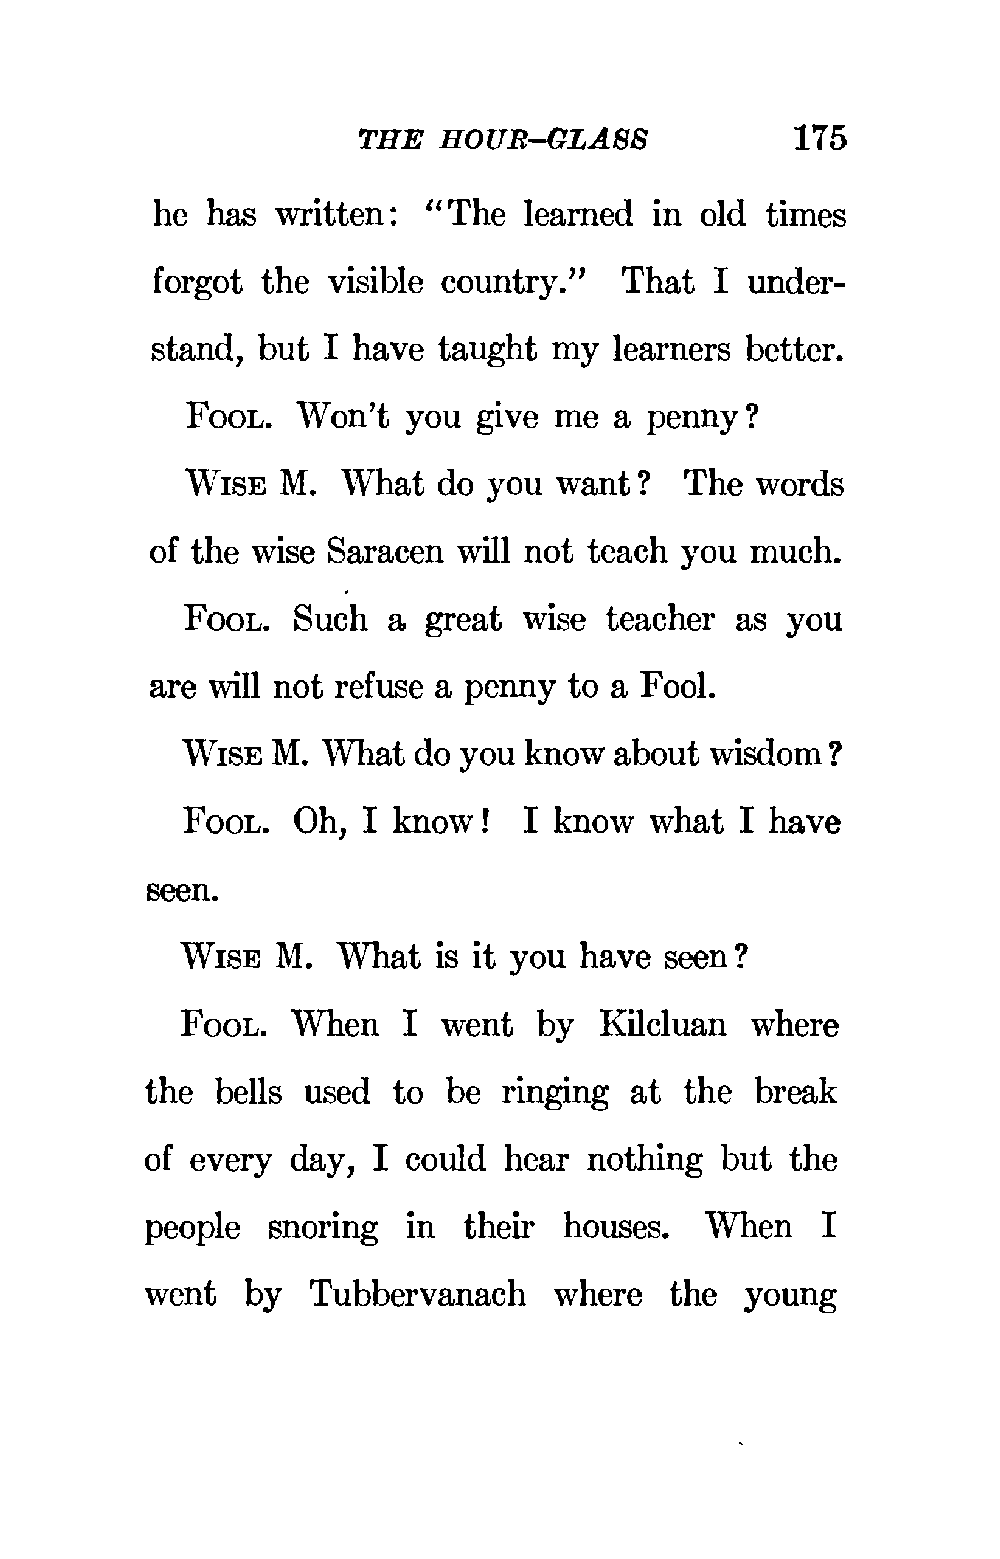 THE HOUR-GLASS 175
he has written: "The learned in old times
forgot the visible country." That I under-
stand, but I have taught my learners better.
FOOL. Won't you give me a penny?
WISE M. What do you want? The words
of the wise Saracen will not teach you much.
FOOL. Such a great wise teacher as you
are will not refuse a penny to a Fool.
WISE M. What do you know about wisdom?
FOOL. Oh, I know! I know what I have
seen.
WISE M. What is it you have seen?
FOOL. When I went by Kilcluan where
the bells used to be ringing at the break
of every day, I could hear nothing but the
people snoring in their houses. When I
went by Tubbervanach where the young